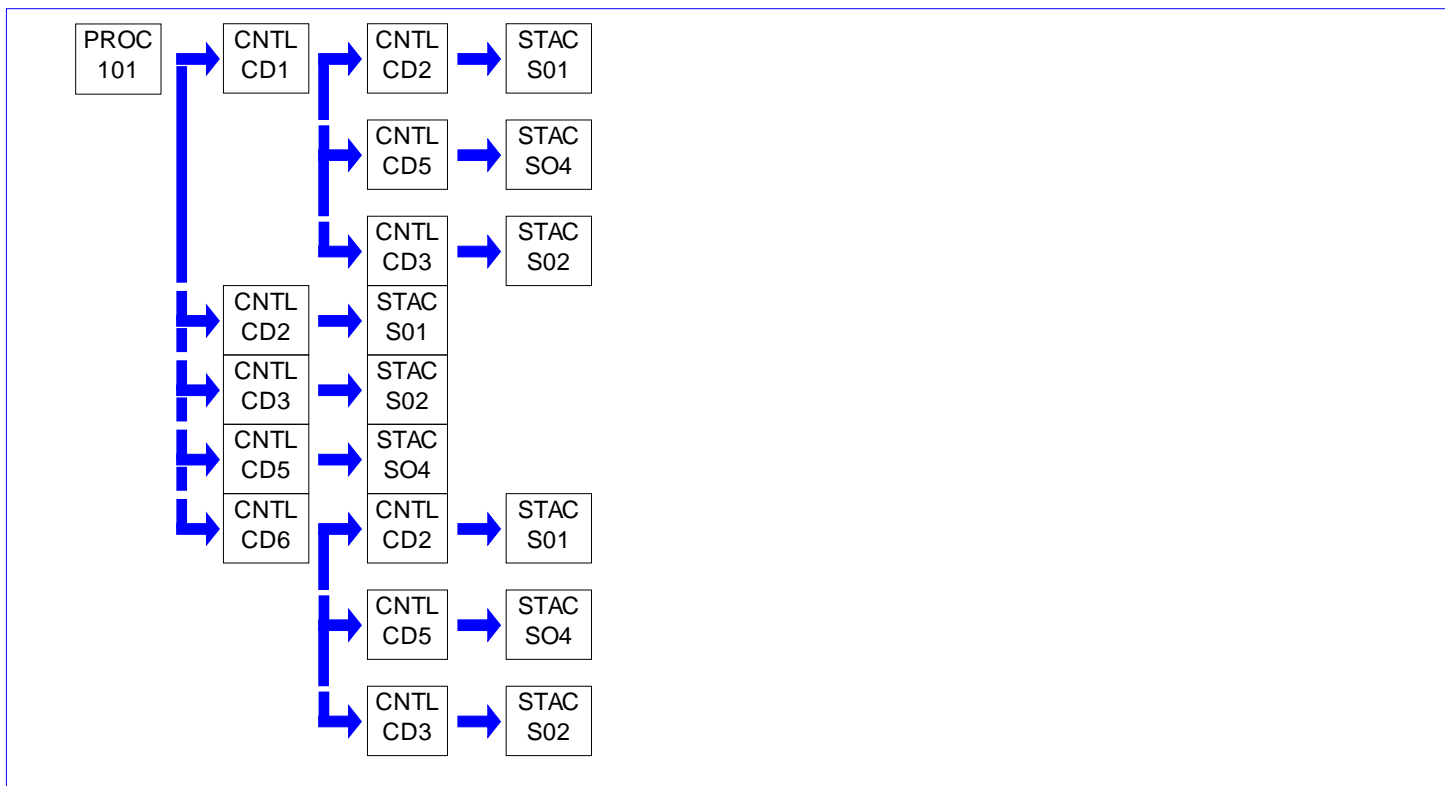 PROC
101
CNTL
CD1
CNTL
CD2
STAC
S01
CNTL
CD5
STAC
SO4
CNTL
CD3
STAC
S02
CNTL
CD2
STAC
S01
CNTL
CD3
STAC
S02
CNTL
CD5
STAC
SO4
CNTL
CD6
CNTL
CD2
STAC
S01
CNTL
CD5
STAC
SO4
CNTL
CD3
STAC
S02